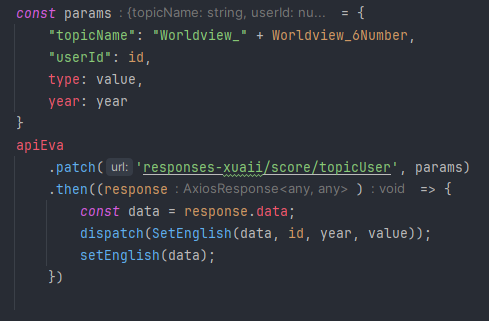 const params : {topicName: string, userId: nu... = {
"topicName": "Worldview_" + Worldview_6Number,
"userId": id,
type: value,
year: year
}
apiEva
.patch( url: 'responses-xuaii/score/topicUser', params)
.then((response : AxiosResponse<any, any> ) : void => {
const data = response.data;
dispatch(SetEnglish(data, id, year, value));
setEnglish(data);
})